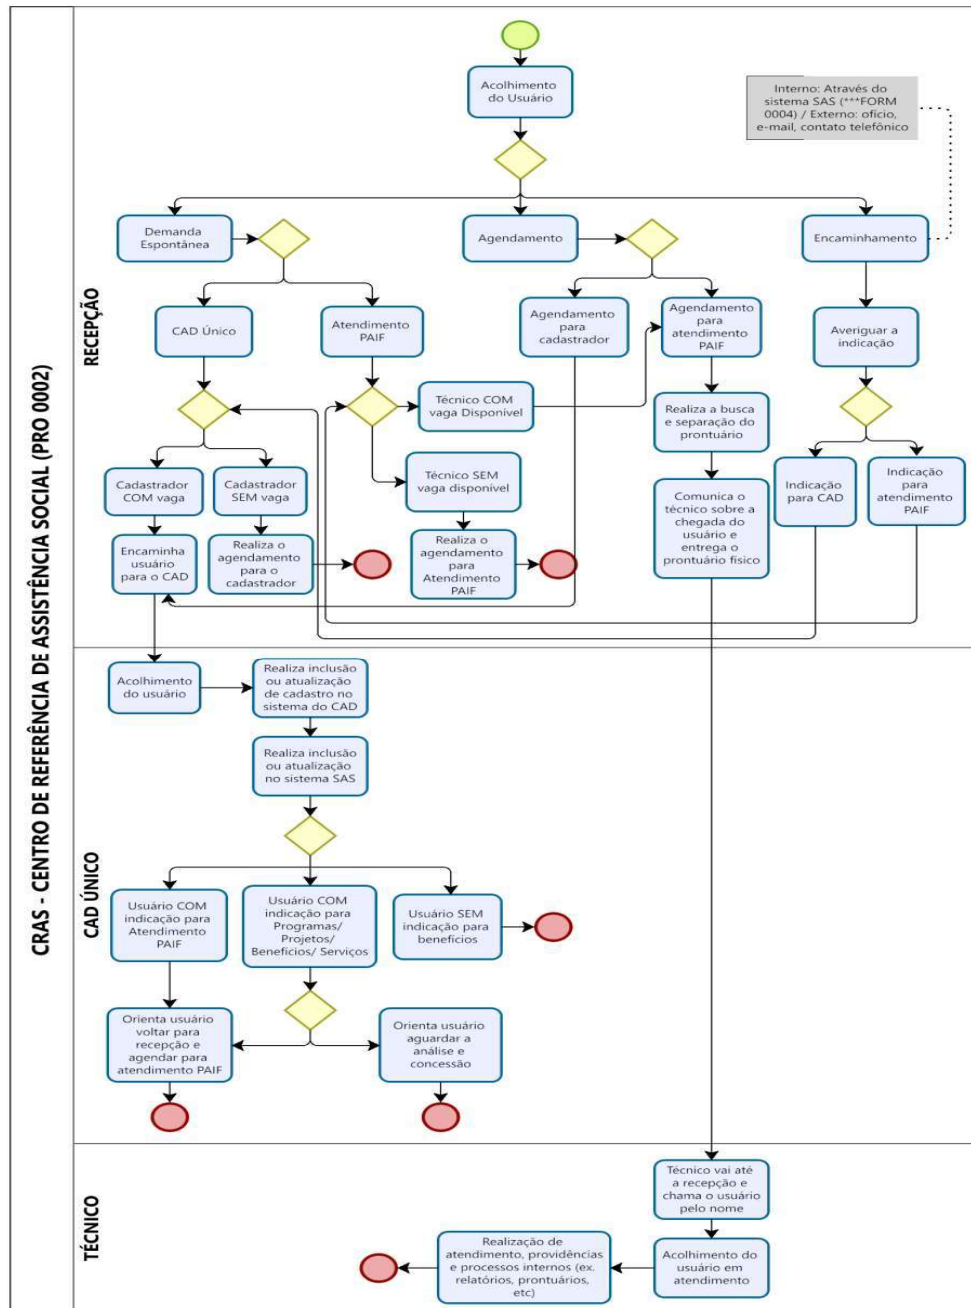 CRAS - CENTRO DE REFERÊNCIA DE ASSISTÊNCIA SOCIAL (PRO 0002)
RECEPÇÃO
Acolhimento
do Usuário
Interno: Através do
sistema SAS (***FORM
0004) / Externo: ofício,
e-mail, contato telefônico
Demanda
Espontânea
Agendamento
Encaminhamento
CAD Único
Atendimento
PAIF
Agendamento
para
cadastrador
Agendamento
para
atendimento
PAIF
Averiguar a
indicação
Técnico COM
vaga Disponível
Realiza a busca
e separação do
prontuário
Cadastrador
COM vaga
Cadastrador
SEM vaga
Técnico SEM
vaga disponível
Indicação
para CAD
Indicação
para
atendimento
PAIF
Comunica o
técnico sobre a
chegada do
usuário e
entrega o
prontuário físico
Encaminha
usuário
para o CAD
Realiza o
agendamento
para o
cadastrador
Realiza o
agendamento
para
Atendimento
PAIF
CAD ÚNICO
Acolhimento
do usuário
Realiza inclusão
ou atualização
de cadastro no
sistema do CAD
Realiza inclusão
ou atualização
no sistema SAS
Usuário COM
indicação para
Atendimento
PAIF
Usuário COM
indicação para
Programas/
Projetos/
Benefícios/ Serviços
Usuário SEM
indicação para
benefícios
Orienta usuário
voltar para
recepção e
agendar para
atendimento PAIF
Orienta usuário
aguardar a
análise e
concessão
TÉCNICO
Técnico vai até
a recepção e
chama o usuário
pelo nome
Acolhimento do
usuário em
atendimento
Realização de
atendimento, providências
e processos internos (ex.
relatórios, prontuários,
etc)